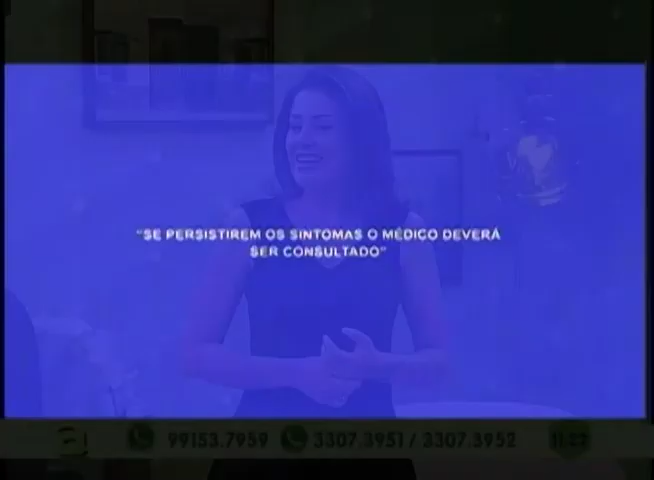 "SE PERSISTIREM OS SINTOMAS O MÉDICO DEVERÁ
SER CONSULTADO"
99153.7959 3307.3951 / 3307.3952